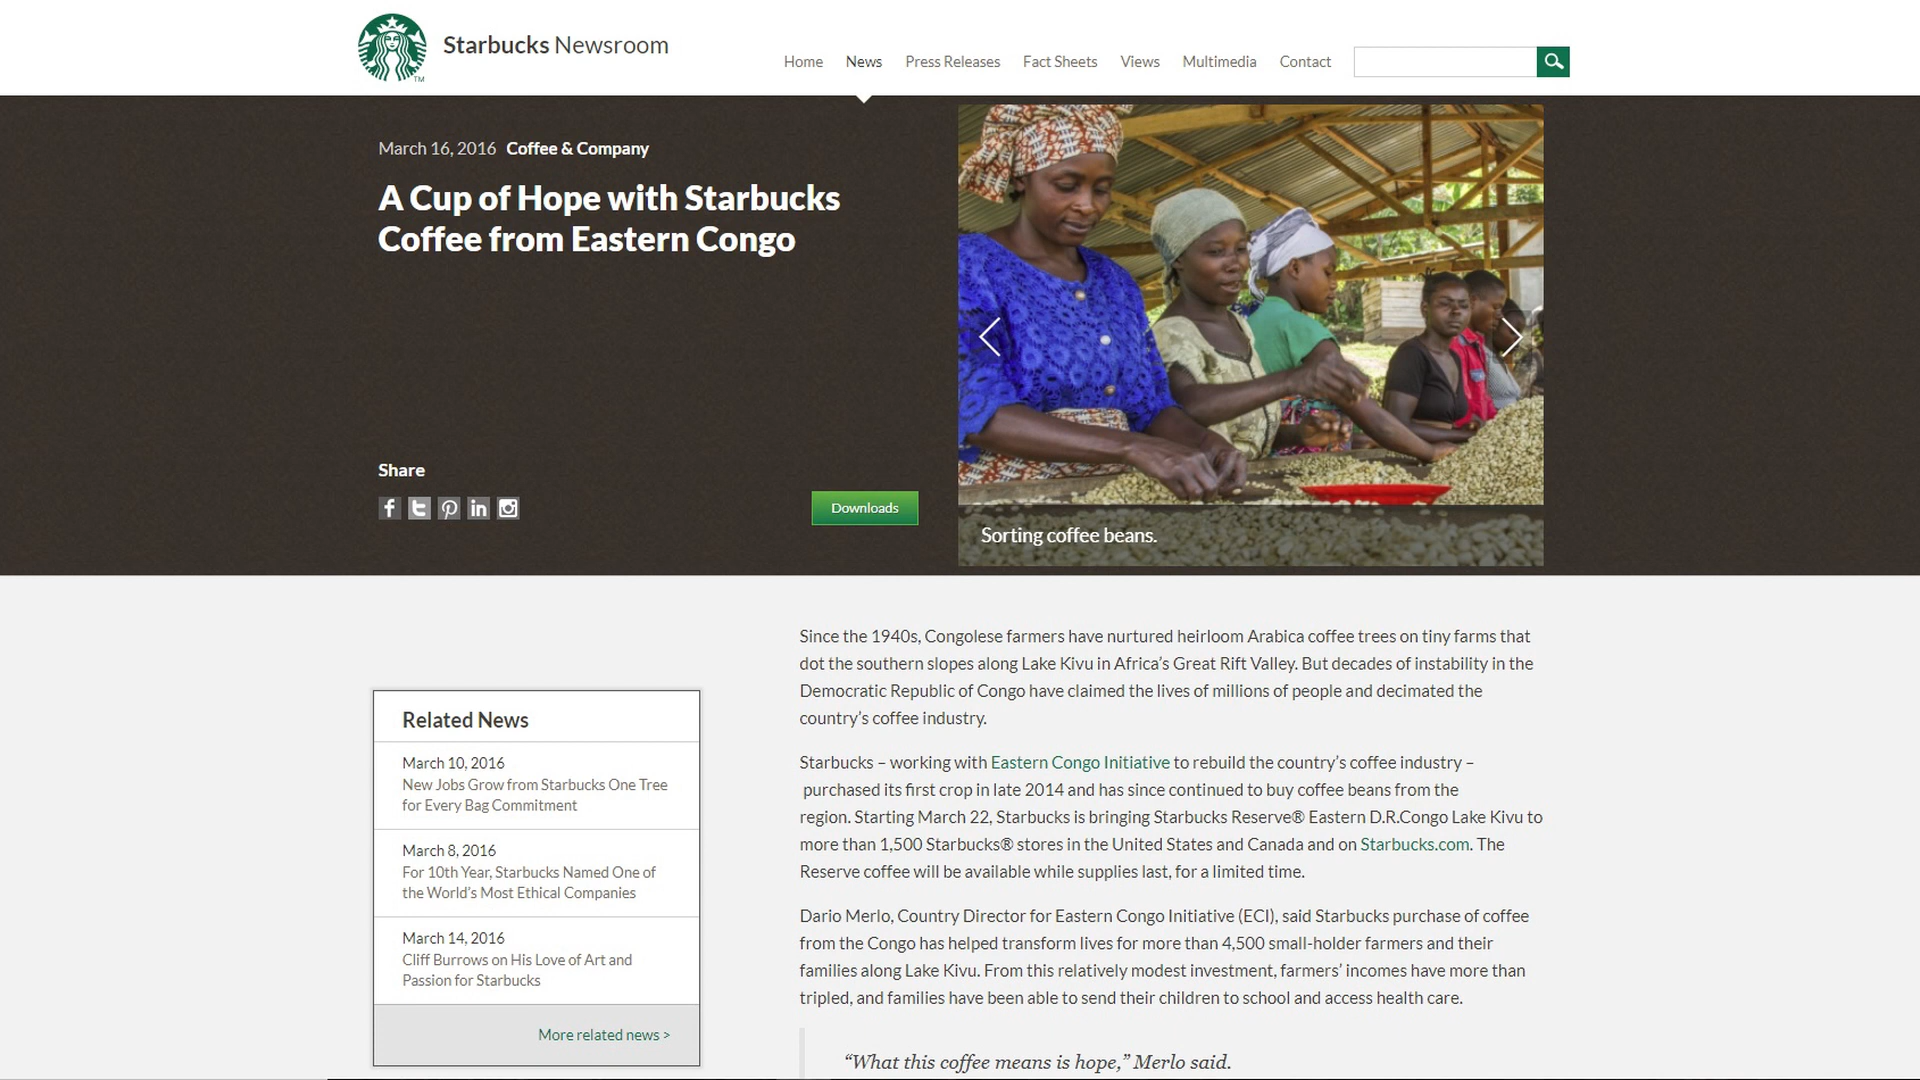 Starbucks Newsroom
Home News Press Releases Fact Sheets Views Multimedia Contact
TM
March 16, 2016 Coffee & Company
A Cup of Hope with Starbucks
Coffee from Eastern Congo
Share
Downloads
Sorting coffee beans.
Since the 1940s, Congolese farmers have nurtured heirloom Arabica coffee trees on tiny farms that
dot the southern slopes along Lake Kivu in Africa’s Great Rift Valley. But decades of instability in the
Democratic Republic of Congo have claimed the lives of millions of people and decimated the
country’s coffee industry.
Starbucks – working with Eastern Congo Initiative to rebuild the country’s coffee industry –
purchased its first crop in late 2014 and has since continued to buy coffee beans from the
region. Starting March 22, Starbucks is bringing Starbucks Reserve® Eastern D.R.Congo Lake Kivu to
more than 1,500 Starbucks® stores in the United States and Canada and on Starbucks.com. The
Reserve coffee will be available while supplies last, for a limited time.
Dario Merlo, Country Director for Eastern Congo Initiative (ECI), said Starbucks purchase of coffee
from the Congo has helped transform lives for more than 4,500 small-holder farmers and their
families along Lake Kivu. From this relatively modest investment, farmers’ incomes have more than
tripled, and families have been able to send their children to school and access health care.
“What this coffee means is hope,” Merlo said.
Related News
March 10, 2016
New Jobs Grow from Starbucks One Tree
for Every Bag Commitment
March 8, 2016
For 10th Year, Starbucks Named One of
the World’s Most Ethical Companies
March 14, 2016
Cliff Burrows on His Love of Art and
Passion for Starbucks
More related news >